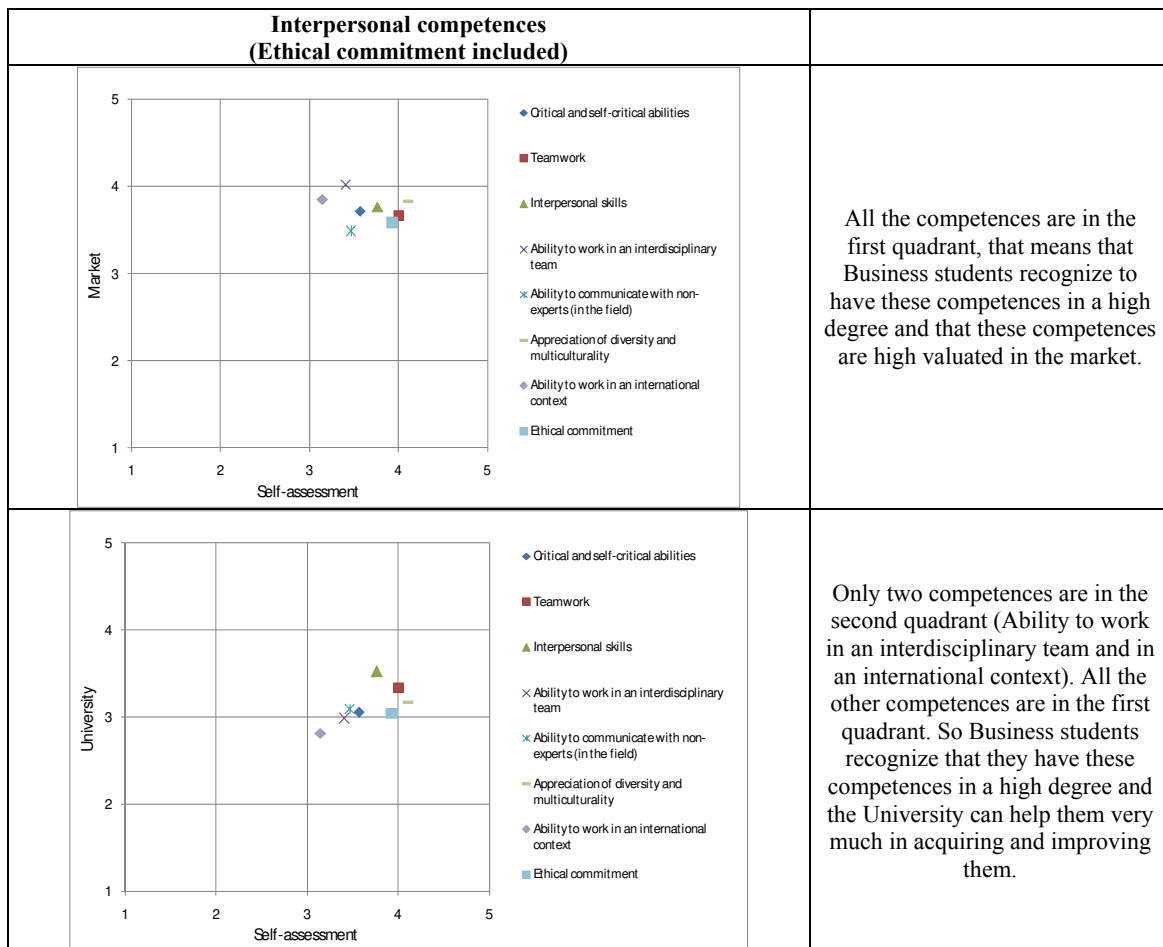 Interpersonal competences
(Ethical commitment included)
5
4
3
2
1
1 2 3 4 5
Market
Self-assessment
Critical and self-critical abilities
Teamwork
Interpersonal skills
Ability to work in an interdisciplinary
team
Ability to communicate with non-
experts (in the field)
Appreciation of diversity and
multiculturality
Ability to work in an international
context
Ethical commitment
All the competences are in the
first quadrant, that means that
Business students recognize to
have these competences in a high
degree and that these competences
are high valuated in the market.
5
4
3
2
1
1 2 3 4 5
University
Self-assessment
Critical and self-critical abilities
Teamwork
Interpersonal skills
Ability to work in an interdisciplinary
team
Ability to communicate with non-
experts (in the field)
Appreciation of diversity and
multiculturality
Ability to work in an international
context
Ethical commitment
Only two competences are in the
second quadrant (Ability to work
in an interdisciplinary team and in
an international context). All the
other competences are in the first
quadrant. So Business students
recognize that they have these
competences in a high degree and
the University can help them very
much in acquiring and improving
them.